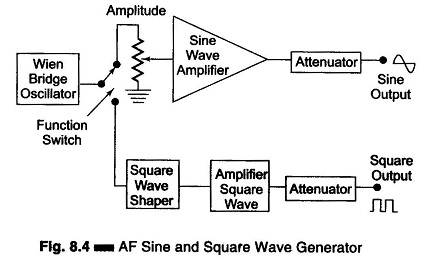 Amplitude
Wien
Bridge
Oscillator
Function
Switch
Sine
Wave
Amplifier
Attenuator
Sine
Output
Square
Wave
Shaper
Amplifier
Square
Wave
Attenuator
Square
Output
Fig. 8.4 AF Sine and Square Wave Generator